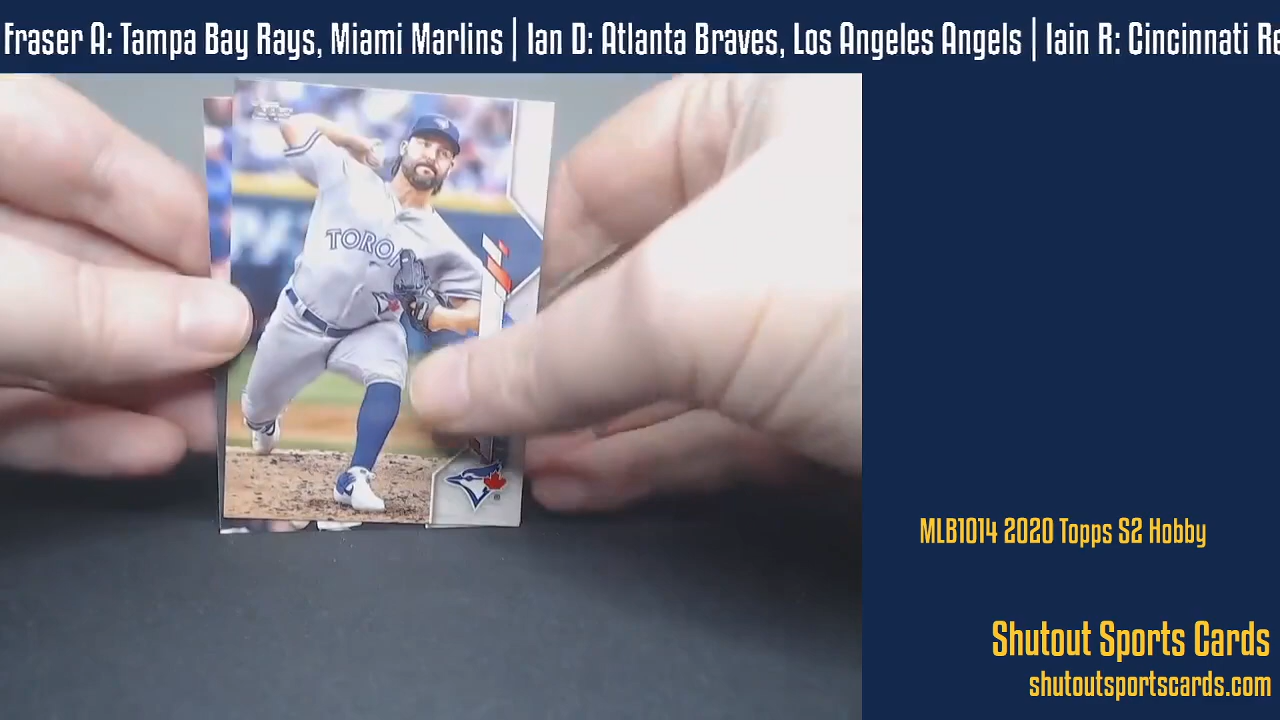 Fraser A: Tampa Bay Rays, Miami Marlins | Ian D: Atlanta Braves, Los Angeles Angels | Iain R: Cincinnati Re
TORO
MLB1014 2020 Topps S2 Hobby
Shutout Sports Cards
shutoutsportscards.com